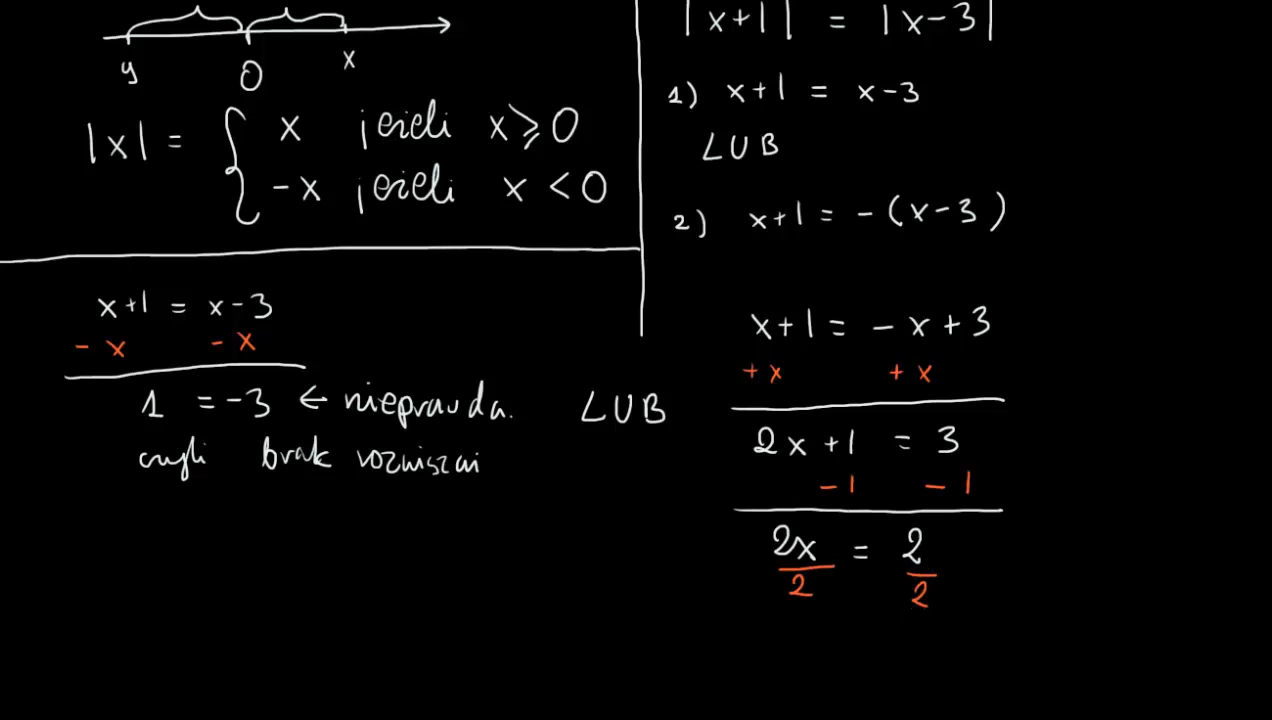 y 0 x
|x| = { x jeżeli x ≥ 0
-x jeżeli x < 0
|x+1| = |x-3|
1) x+1 = x-3
LUB
2) x+1 = -(x-3)
x+1 = x-3
-x -x
1 = -3 ← nieprawda.
czyli brak rozwiązań
LUB
x+1 = -x+3
+x +x
2x+1 = 3
-1 -1
2x = 2
2 2